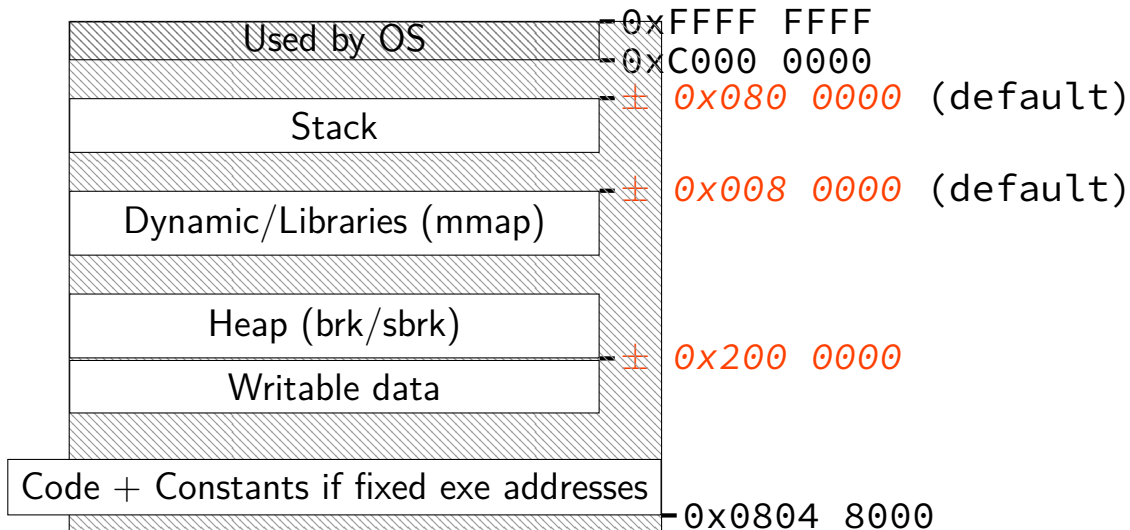 Used by OS
0xFFFF FFFF
0xC000 0000
± 0x080 0000 (default)
Stack
± 0x008 0000 (default)
Dynamic/Libraries (mmap)
Heap (brk/sbrk)
± 0x200 0000
Writable data
Code + Constants if fixed exe addresses
0x0804 8000